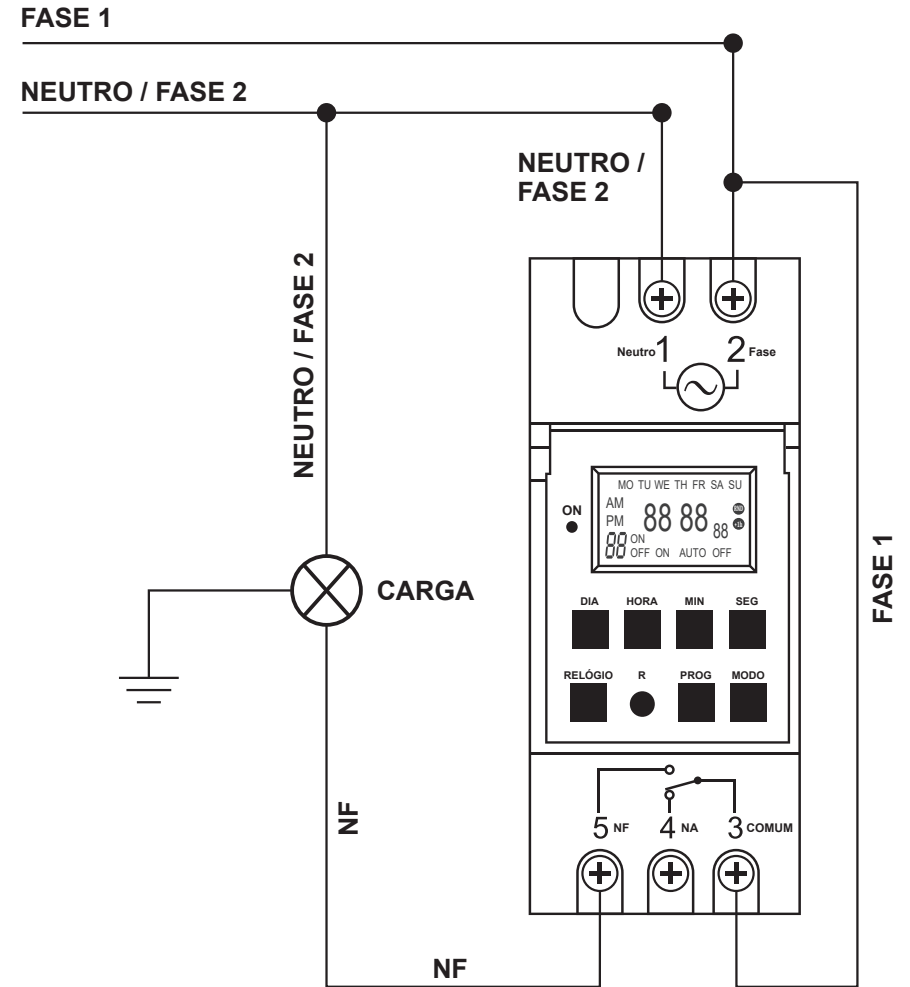 FASE 1
NEUTRO / FASE 2
NEUTRO /
FASE 2
NEUTRO / FASE 2
Neutro 1
2 Fase
MO TU WE TH FR SA SU
AM
PM
88 88 88
88 ON
OFF ON AUTO OFF
ON
FASE 1
CARGA
DIA HORA MIN SEG
RELÓGIO R PROG MODO
NF
5 NF 4 NA 3 COMUM
NF